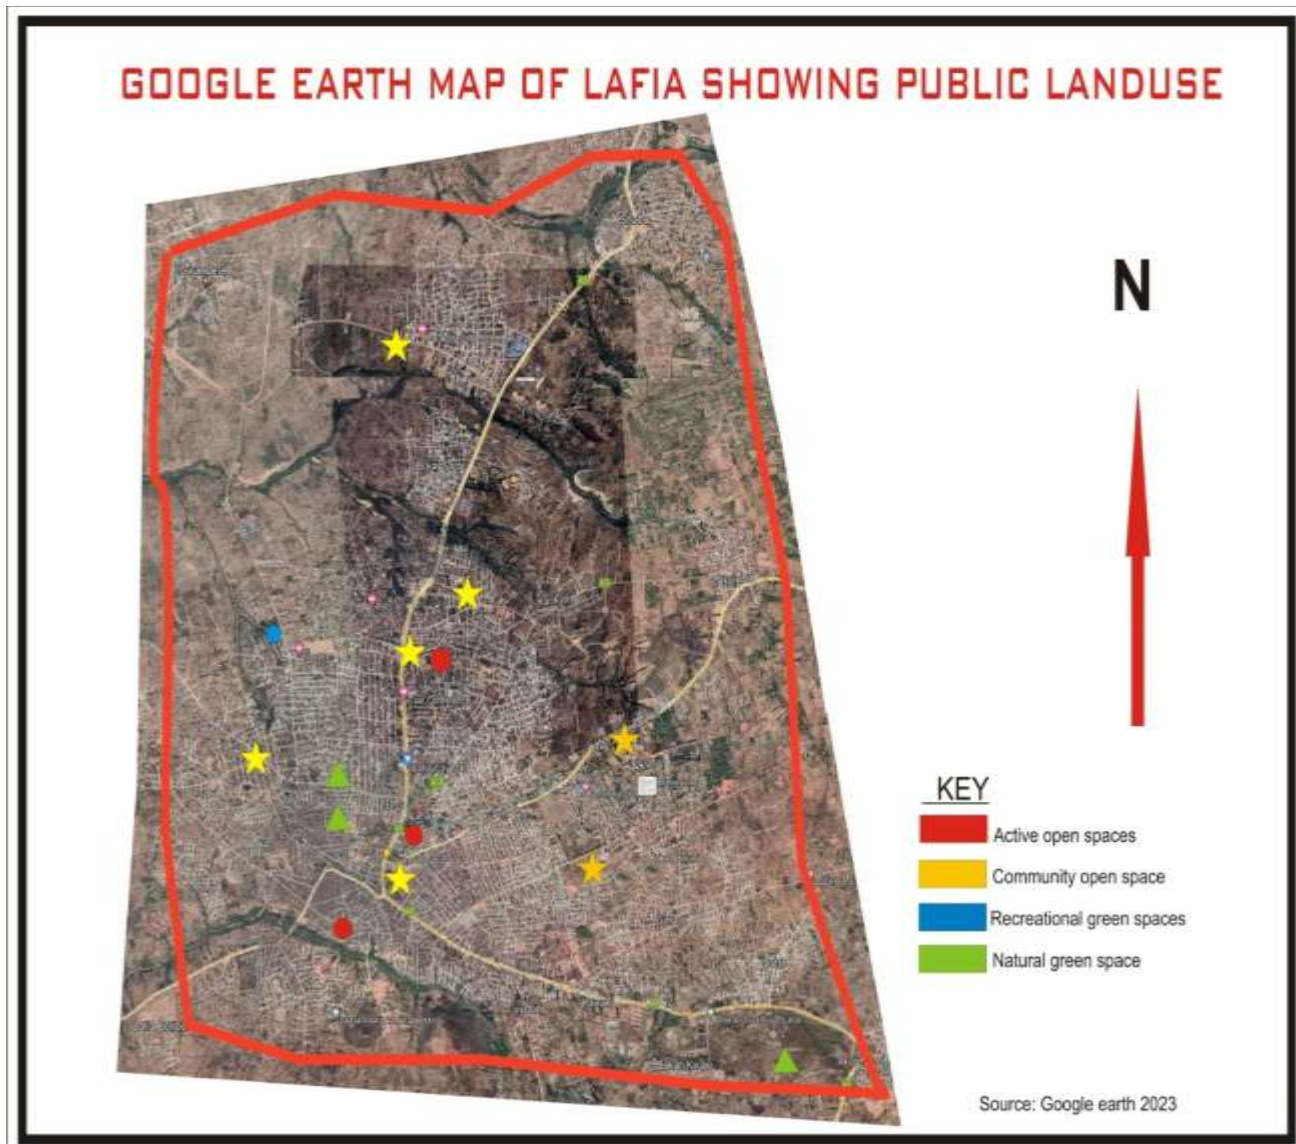 GOOGLE EARTH MAP OF LAFIA SHOWING PUBLIC LANDUSE
N
KEY
Active open spaces
Community open space
Recreational green spaces
Natural green space
Source: Google earth 2023